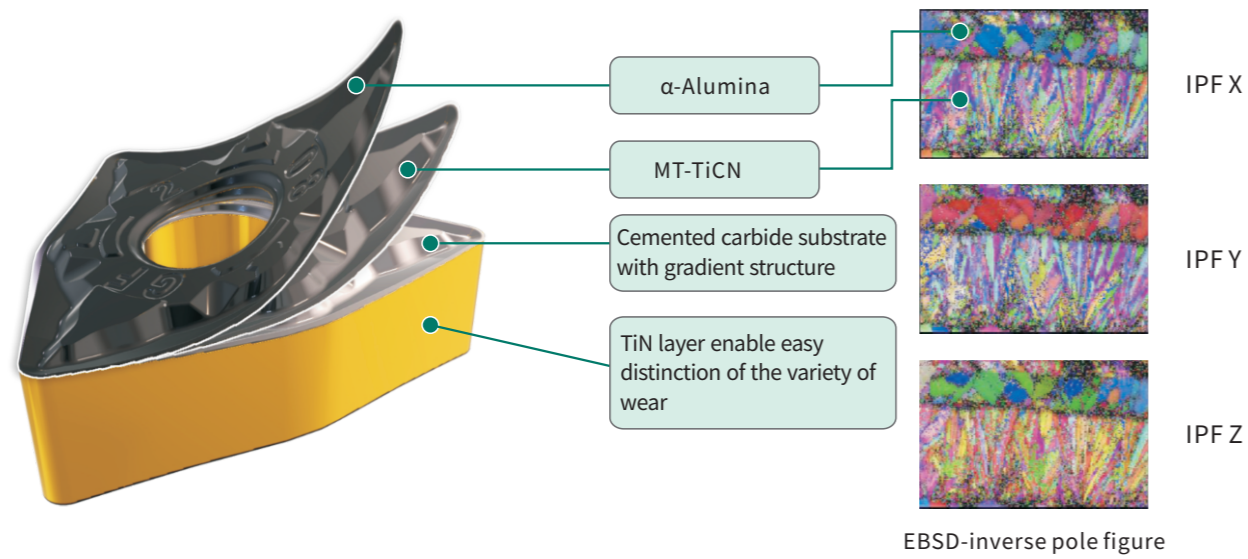 α-Alumina
MT-TiCN
Cemented carbide substrate
with gradient structure
TiN layer enable easy
distinction of the variety of
wear
IPF X
IPF Y
IPF Z
EBSD-inverse pole figure